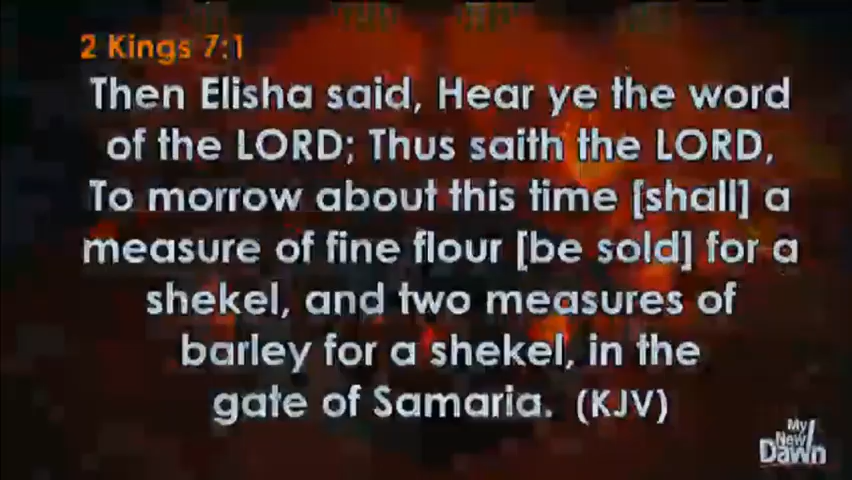 2 Kings 7:1
Then Elisha said, Hear ye the word
of the LORD; Thus saith the LORD,
To morrow about this time [shall] a
measure of fine flour [be sold] for a
shekel, and two measures of
barley for a shekel, in the
gate of Samaria. (KJV)
My
New
Dawn